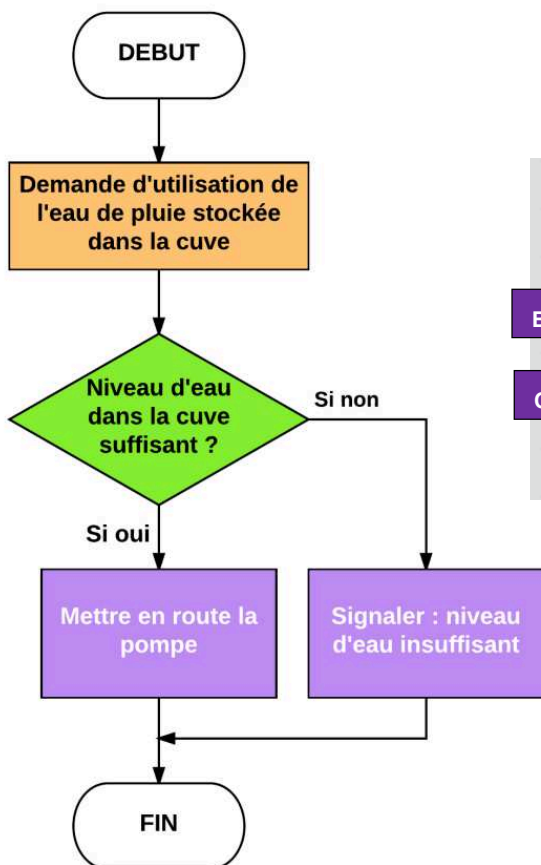 DEBUT
Demande d'utilisation de
l'eau de pluie stockée
dans la cuve
Niveau d'eau
dans la cuve
suffisant ?
Si non
Si oui
Mettre en route la
pompe
Signaler : niveau
d'eau insuffisant
FIN